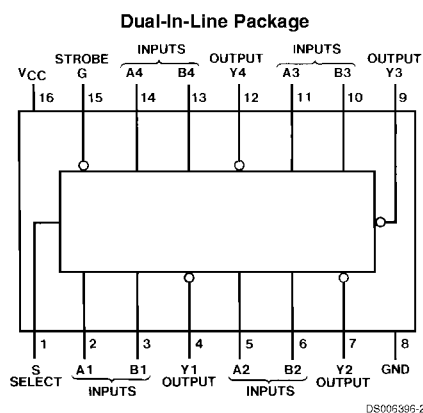 Dual-In-Line Package
STROBE INPUTS OUTPUT INPUTS OUTPUT
VCC G A4 B4 Y4 A3 B3 Y3
16 15 14 13 12 11 10 9
1 2 3 4 5 6 7 8
S A1 B1 Y1 A2 B2 Y2 GND
SELECT INPUTS OUTPUT INPUTS OUTPUT
DS006396-2